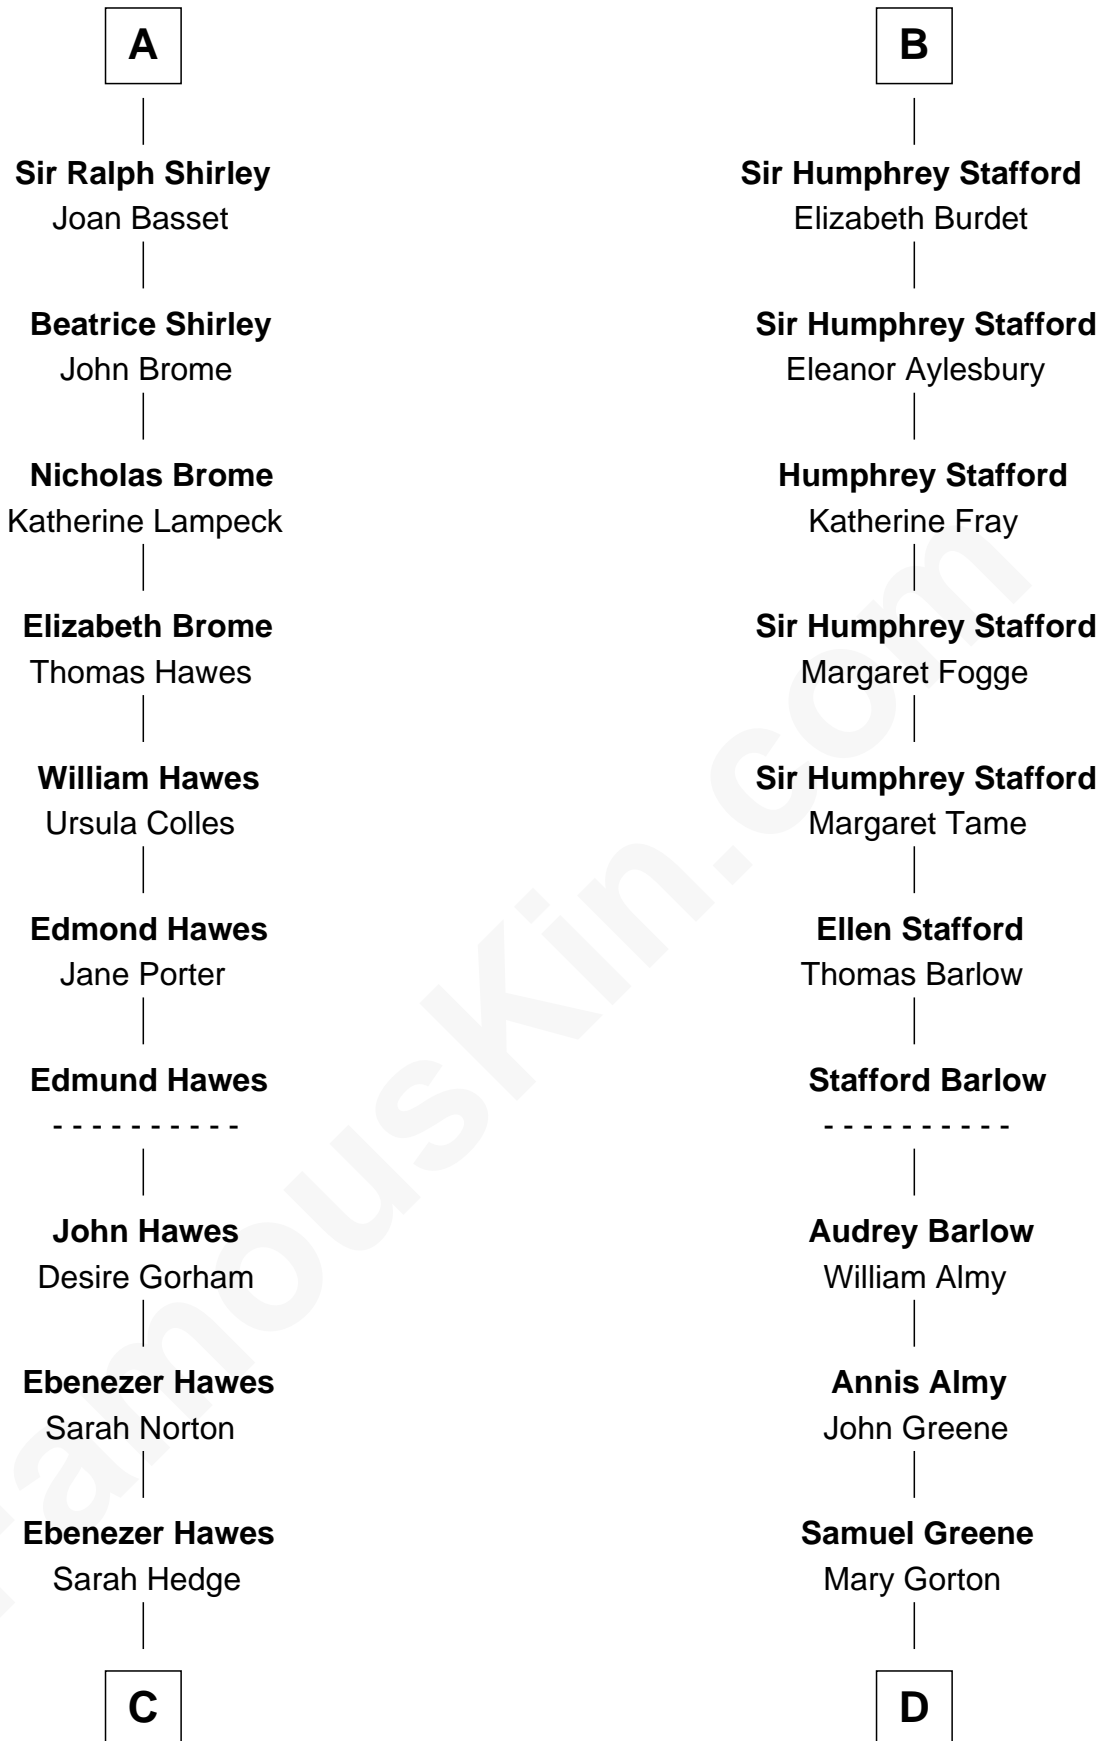 A
Sir Ralph Shirley
Joan Basset
Beatrice Shirley
John Brome
Nicholas Brome
Katherine Lampeck
Elizabeth Brome
Thomas Hawes
William Hawes
Ursula Colles
Edmond Hawes
Jane Porter
Edmund Hawes
- - - - - - - - - -
John Hawes
Desire Gorham
Ebenezer Hawes
Sarah Norton
Ebenezer Hawes
Sarah Hedge
C
B
Sir Humphrey Stafford
Elizabeth Burdet
Sir Humphrey Stafford
Eleanor Aylesbury
Humphrey Stafford
Katherine Fray
Sir Humphrey Stafford
Margaret Fogge
Sir Humphrey Stafford
Margaret Tame
Ellen Stafford
Thomas Barlow
Stafford Barlow
- - - - - - - - - -
Audrey Barlow
William Almy
Annis Almy
John Greene
Samuel Greene
Mary Gorton
D
FamousKin.com